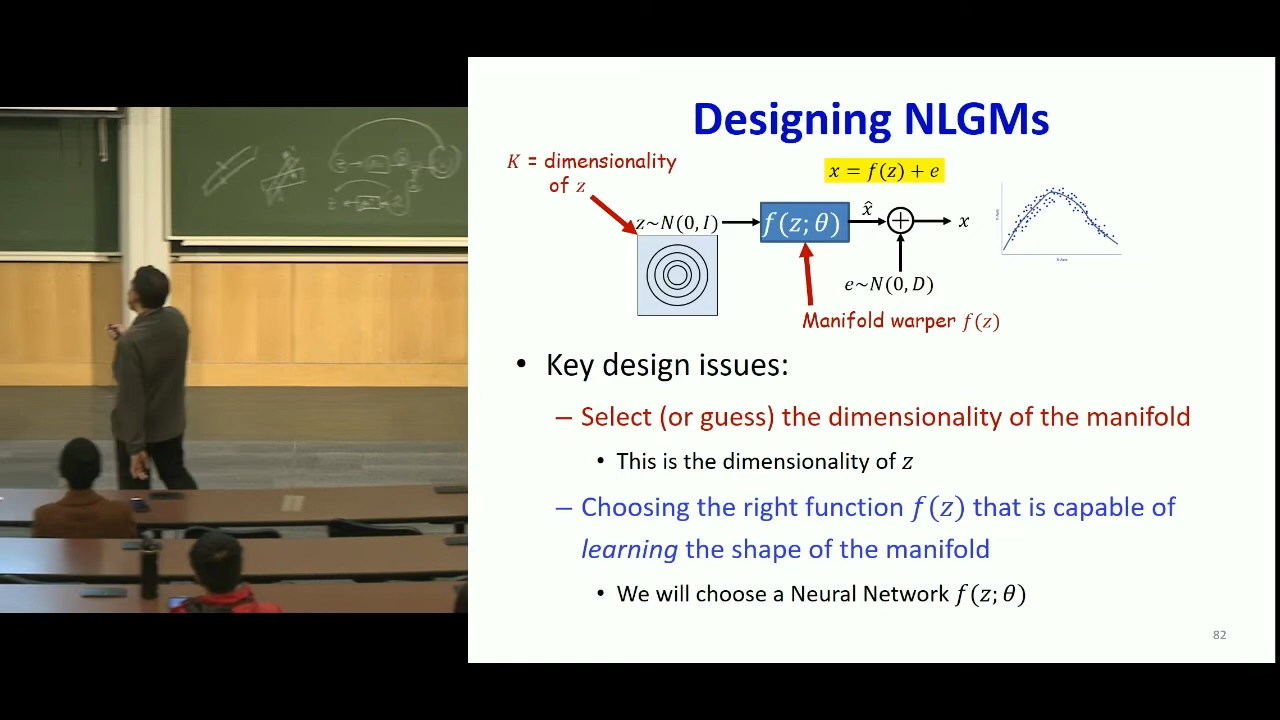 Designing NLGMs
K = dimensionality
of z
x = f(z) + e
z~N(0, I)
f(z; θ)
x̂
x
e~N(0, D)
Manifold warper f(z)
• Key design issues:
– Select (or guess) the dimensionality of the manifold
• This is the dimensionality of z
– Choosing the right function f(z) that is capable of
learning the shape of the manifold
• We will choose a Neural Network f(z; θ)
82